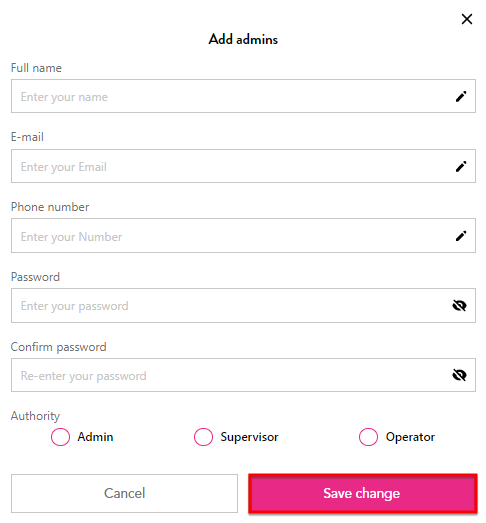 Add admins
Full name
Enter your name
E-mail
Enter your Email
Phone number
Enter your Number
Password
Enter your password
Confirm password
Re-enter your password
Authority
Admin Supervisor Operator
Cancel Save change